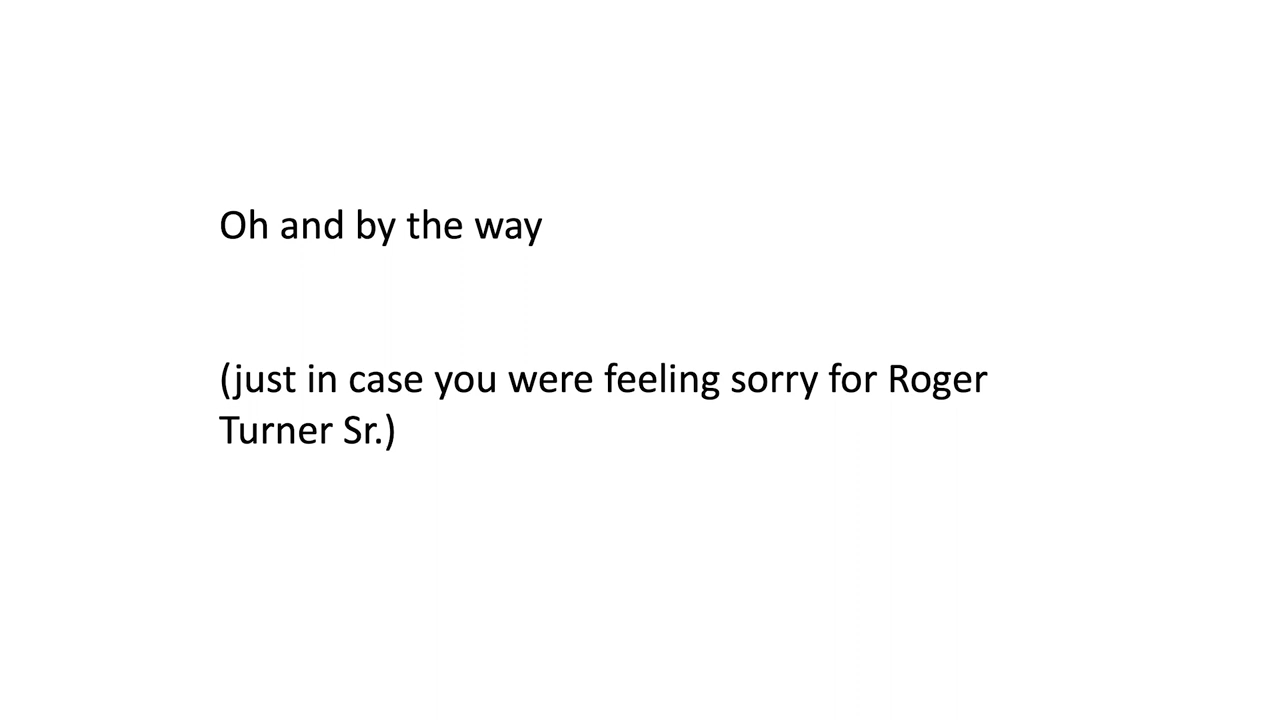 Oh and by the way
(just in case you were feeling sorry for Roger
Turner Sr.)